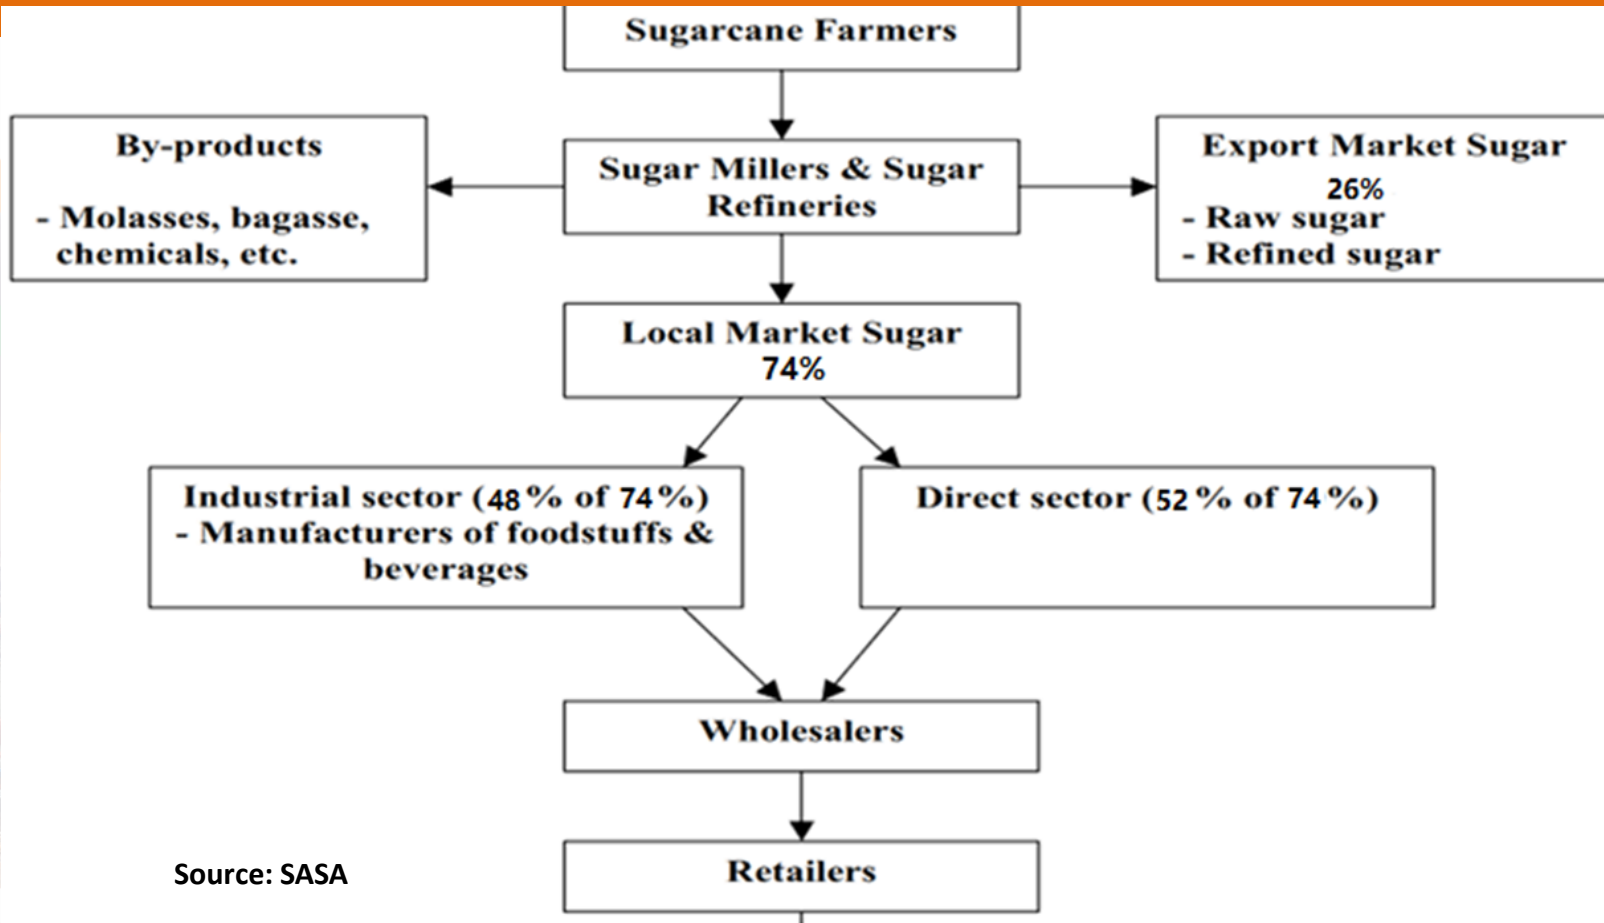 Sugarcane Farmers
By-products
- Molasses, bagasse,
chemicals, etc.
Sugar Millers & Sugar
Refineries
Export Market Sugar
26%
- Raw sugar
- Refined sugar
Local Market Sugar
74%
Industrial sector (48% of 74%)
- Manufacturers of foodstuffs &
beverages
Direct sector (52% of 74%)
Wholesalers
Retailers
Source: SASA